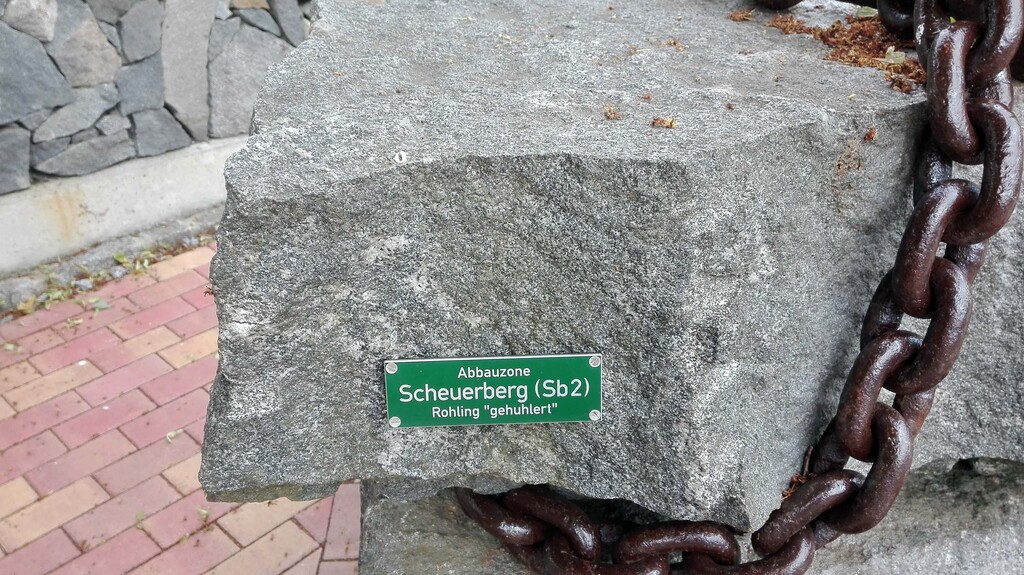 Abbauzone
Scheuerberg (Sb2)
Rohling "gehuhlert"